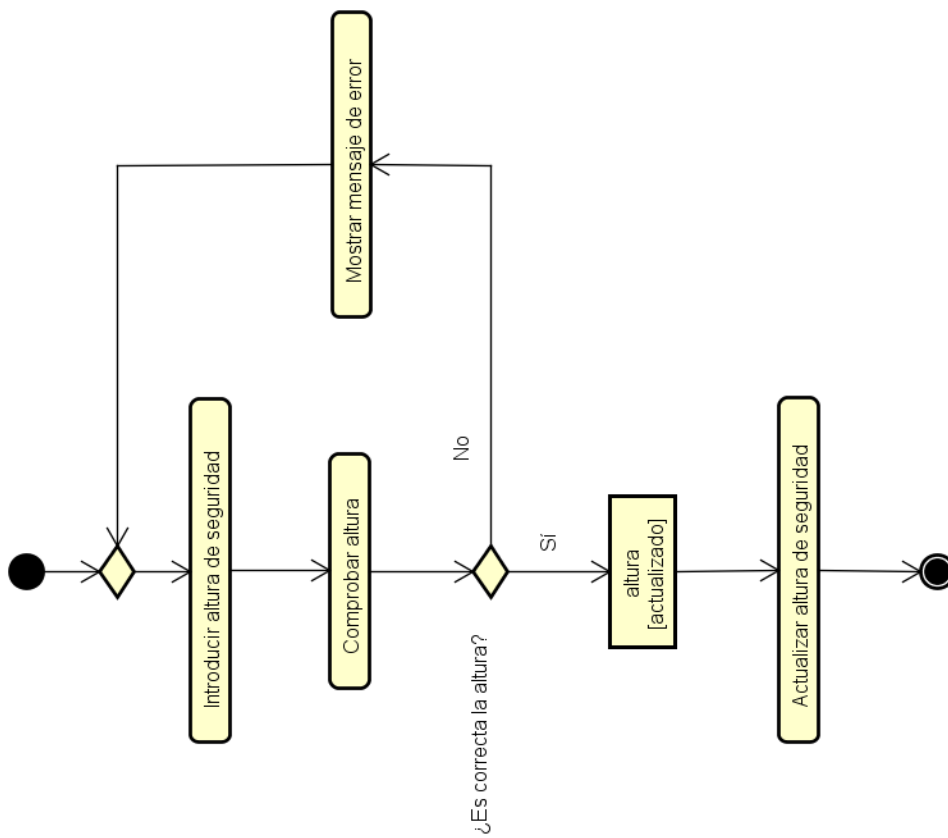 Mostrar mensaje de error
Introducir altura de seguridad
Comprobar altura
No
¿Es correcta la altura?
Sí
altura
[actualizado]
Actualizar altura de seguridad